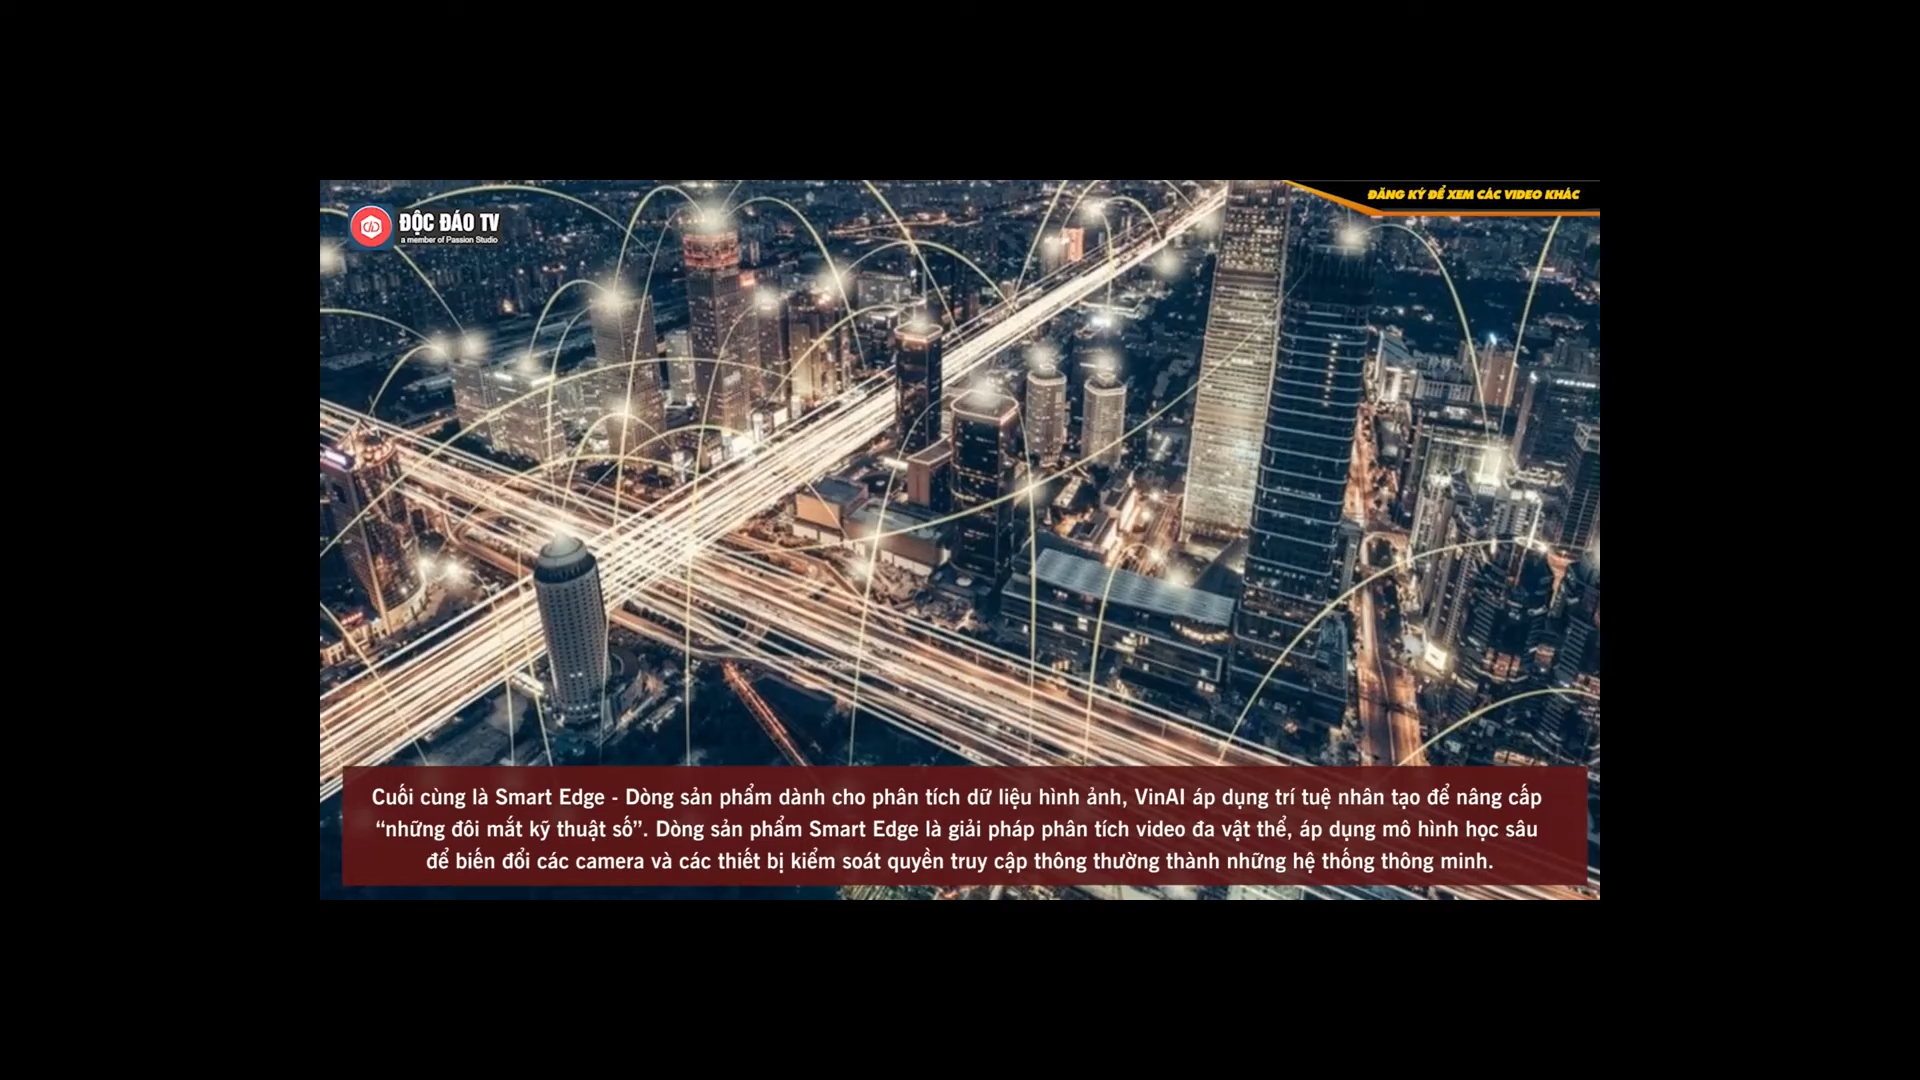 ĐỘC ĐÁO TV
a member of Passion Studio
ĐĂNG KÝ ĐỂ XEM CÁC VIDEO KHÁC
Cuối cùng là Smart Edge - Dòng sản phẩm dành cho phân tích dữ liệu hình ảnh, VinAI áp dụng trí tuệ nhân tạo để nâng cấp
“những đôi mắt kỹ thuật số”. Dòng sản phẩm Smart Edge là giải pháp phân tích video đa vật thể, áp dụng mô hình học sâu
để biến đổi các camera và các thiết bị kiểm soát quyền truy cập thông thường thành những hệ thống thông minh.